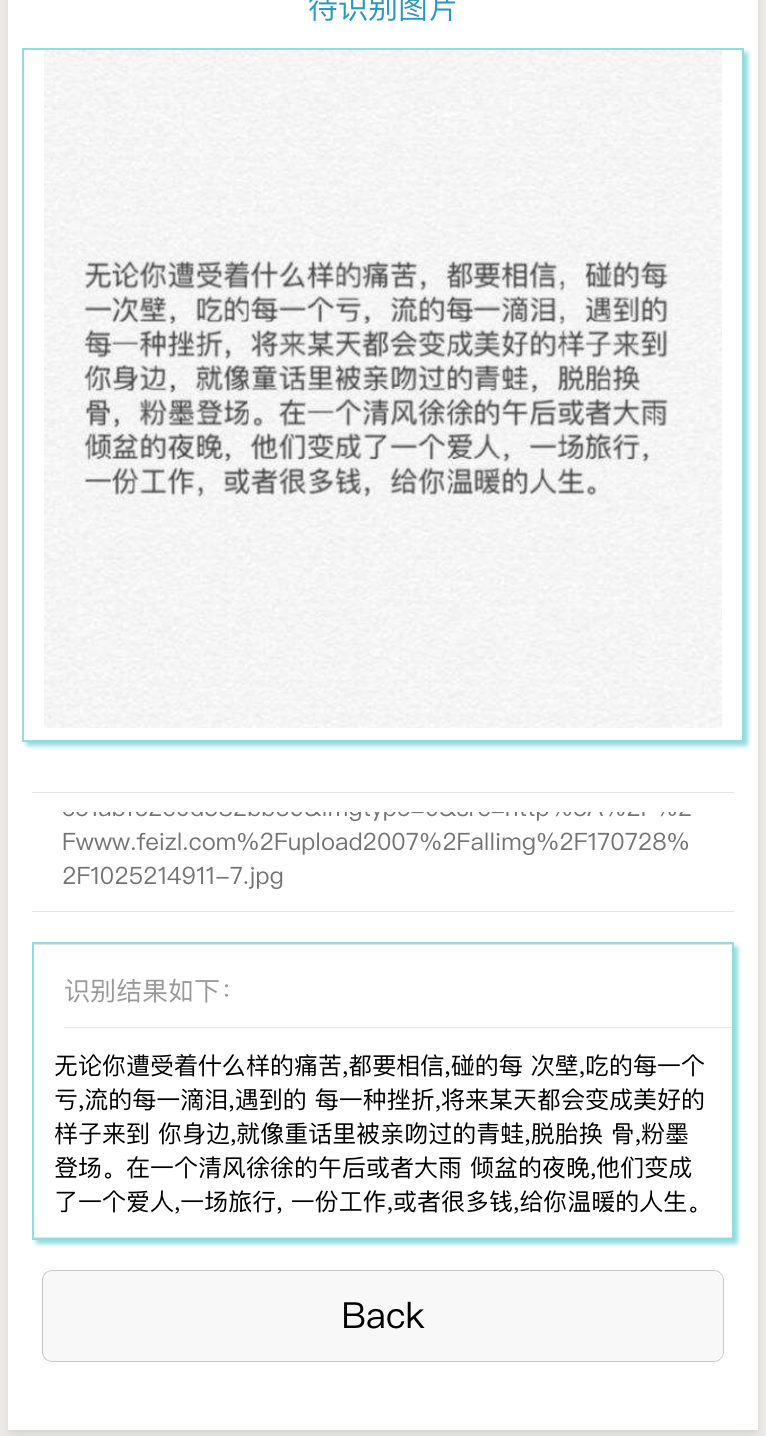 待识别图片
无论你遭受着什么样的痛苦，都要相信，碰的每
一次壁，吃的每一个亏，流的每一滴泪，遇到的
每一种挫折，将来某天都会变成美好的样子来到
你身边，就像童话里被亲吻过的青蛙，脱胎换
骨，粉墨登场。在一个清风徐徐的午后或者大雨
倾盆的夜晚，他们变成了一个爱人，一场旅行，
一份工作，或者很多钱，给你温暖的人生。
Fwww.feizl.com%2Fupload2007%2Fallimg%2F170728%
2F1025214911-7.jpg
识别结果如下：
无论你遭受着什么样的痛苦,都要相信,碰的每 次壁,吃的每一个
亏,流的每一滴泪,遇到的 每一种挫折,将来某天都会变成美好的
样子来到 你身边,就像重话里被亲吻过的青蛙,脱胎换 骨,粉墨
登场。在一个清风徐徐的午后或者大雨 倾盆的夜晚,他们变成
了一个爱人,一场旅行, 一份工作,或者很多钱,给你温暖的人生。
Back